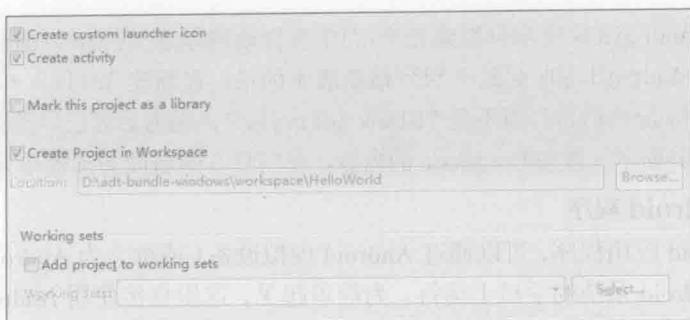 Create custom launcher icon
Create activity
Mark this project as a library
Create Project in Workspace
Location: D:\adt-bundle-windows\workspace\HelloWorld Browse...
Working sets
Add project to working sets
Working sets: Select...